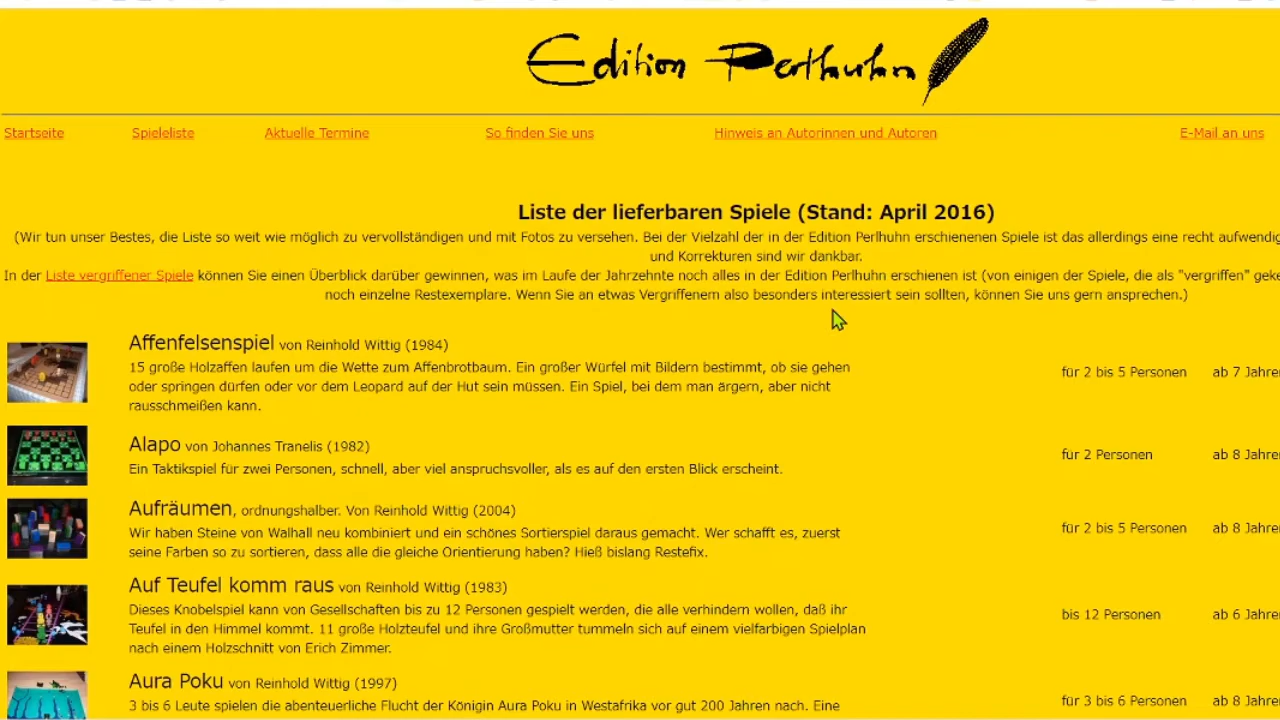 Edition Perlhuhn
Startseite Spieleliste Aktuelle Termine So finden Sie uns Hinweis an Autorinnen und Autoren E-Mail an uns
Liste der lieferbaren Spiele (Stand: April 2016)
(Wir tun unser Bestes, die Liste so weit wie möglich zu vervollständigen und mit Fotos zu versehen. Bei der Vielzahl der in der Edition Perlhuhn erschienenen Spiele ist das allerdings eine recht
und Korrekturen sind wir dankbar.
In der Liste vergriffener Spiele können Sie einen Überblick darüber gewinnen, was im Laufe der Jahrzehnte noch alles in der Edition Perlhuhn erschienen ist (von einigen der Spiele, die als "vergriffen"
noch einzelne Restexemplare. Wenn Sie an etwas Vergriffenem also besonders interessiert sein sollten, können Sie uns gern ansprechen.)
Affenfelsenspiel von Reinhold Wittig (1984)
15 große Holzaffen laufen um die Wette zum Affenbrotbaum. Ein großer Würfel mit Bildern bestimmt, ob sie gehen
oder springen dürfen oder vor dem Leopard auf der Hut sein müssen. Ein Spiel, bei dem man ärgern, aber nicht
rausschmeißen kann.
für 2 bis 5 Personen ab 7
Alapo von Johannes Tranelis (1982)
Ein Taktikspiel für zwei Personen, schnell, aber viel anspruchsvoller, als es auf den ersten Blick erscheint.
für 2 Personen ab 8
Aufräumen, ordnungshalber. Von Reinhold Wittig (2004)
Wir haben Steine von Walhall neu kombiniert und ein schönes Sortierspiel daraus gemacht. Wer schafft es, zuerst
seine Farben so zu sortieren, dass alle die gleiche Orientierung haben? Hieß bislang Restefix.
für 2 bis 5 Personen ab 8
Auf Teufel komm raus von Reinhold Wittig (1983)
Dieses Knobelspiel kann von Gesellschaften bis zu 12 Personen gespielt werden, die alle verhindern wollen, daß ihr
Teufel in den Himmel kommt. 11 große Holzteufel und ihre Großmutter tummeln sich auf einem vielfarbigen Spielplan
nach einem Holzschnitt von Erich Zimmer.
bis 12 Personen ab 6
Aura Poku von Reinhold Wittig (1997)
3 bis 6 Leute spielen die abenteuerliche Flucht der Königin Aura Poku in Westafrika vor gut 200 Jahren nach. Eine
für 3 bis 6 Personen ab 8